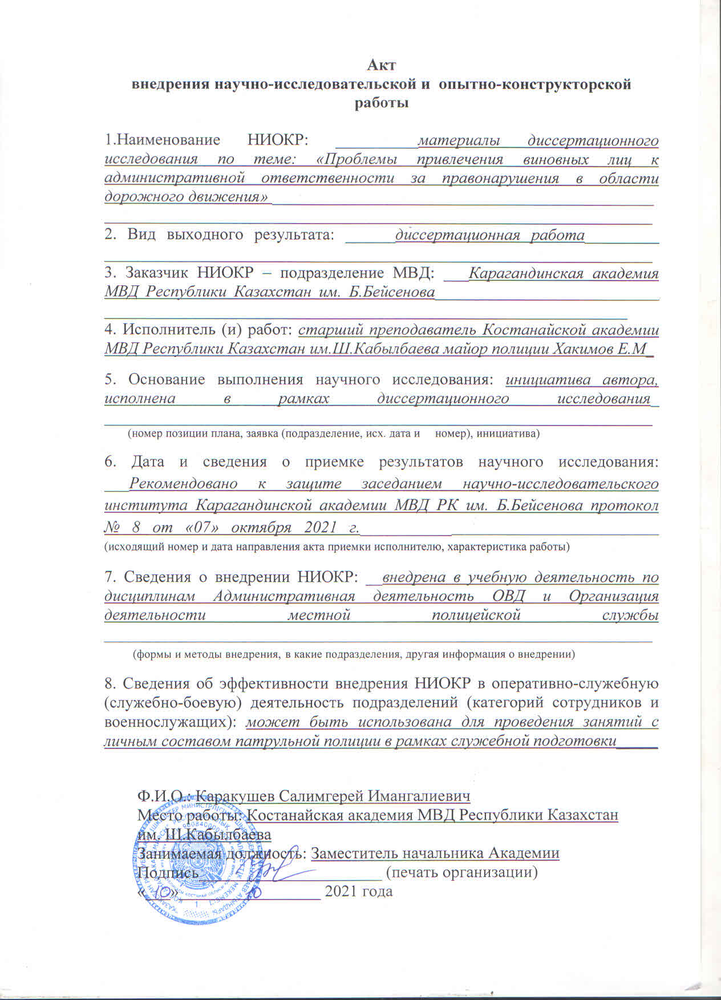 Акт
внедрения научно-исследовательской и опытно-конструкторской
работы
1.Наименование НИОКР: __________материалы диссертационного
исследования по теме: «Проблемы привлечения виновных лиц к
административной ответственности за правонарушения в области
дорожного движения»
2. Вид выходного результата: ______диссертационная работа
3. Заказчик НИОКР – подразделение МВД: ___Карагандинская академия
МВД Республики Казахстан им. Б.Бейсенова
4. Исполнитель (и) работ: старший преподаватель Костанайской академии
МВД Республики Казахстан им.Ш.Кабылбаева майор полиции Хакимов Е.М_
5. Основание выполнения научного исследования: инициатива автора,
исполнена в рамках диссертационного исследования_
(номер позиции плана, заявка (подразделение, исх. дата и номер), инициатива)
6. Дата и сведения о приемке результатов научного исследования:
___Рекомендовано к защите заседанием научно-исследовательского
института Карагандинской академии МВД РК им. Б.Бейсенова протокол
№ 8 от «07» октября 2021 г.
(исходящий номер и дата направления акта приемки исполнителю, характеристика работы)
7. Сведения о внедрении НИОКР: __внедрена в учебную деятельность по
дисциплинам Административная деятельность ОВД и Организация
деятельности местной полицейской службы
(формы и методы внедрения, в какие подразделения, другая информация о внедрении)
8. Сведения об эффективности внедрения НИОКР в оперативно-служебную
(служебно-боевую) деятельность подразделений (категорий сотрудников и
военнослужащих): может быть использована для проведения занятий с
личным составом патрульной полиции в рамках служебной подготовки
Ф.И.О.: Каракушев Салимгерей Имангалиевич
Место работы: Костанайская академия МВД Республики Казахстан
им. Ш.Кабылбаева
Занимаемая должность: Заместитель начальника Академии
Подпись (печать организации)
«10» 10 2021 года